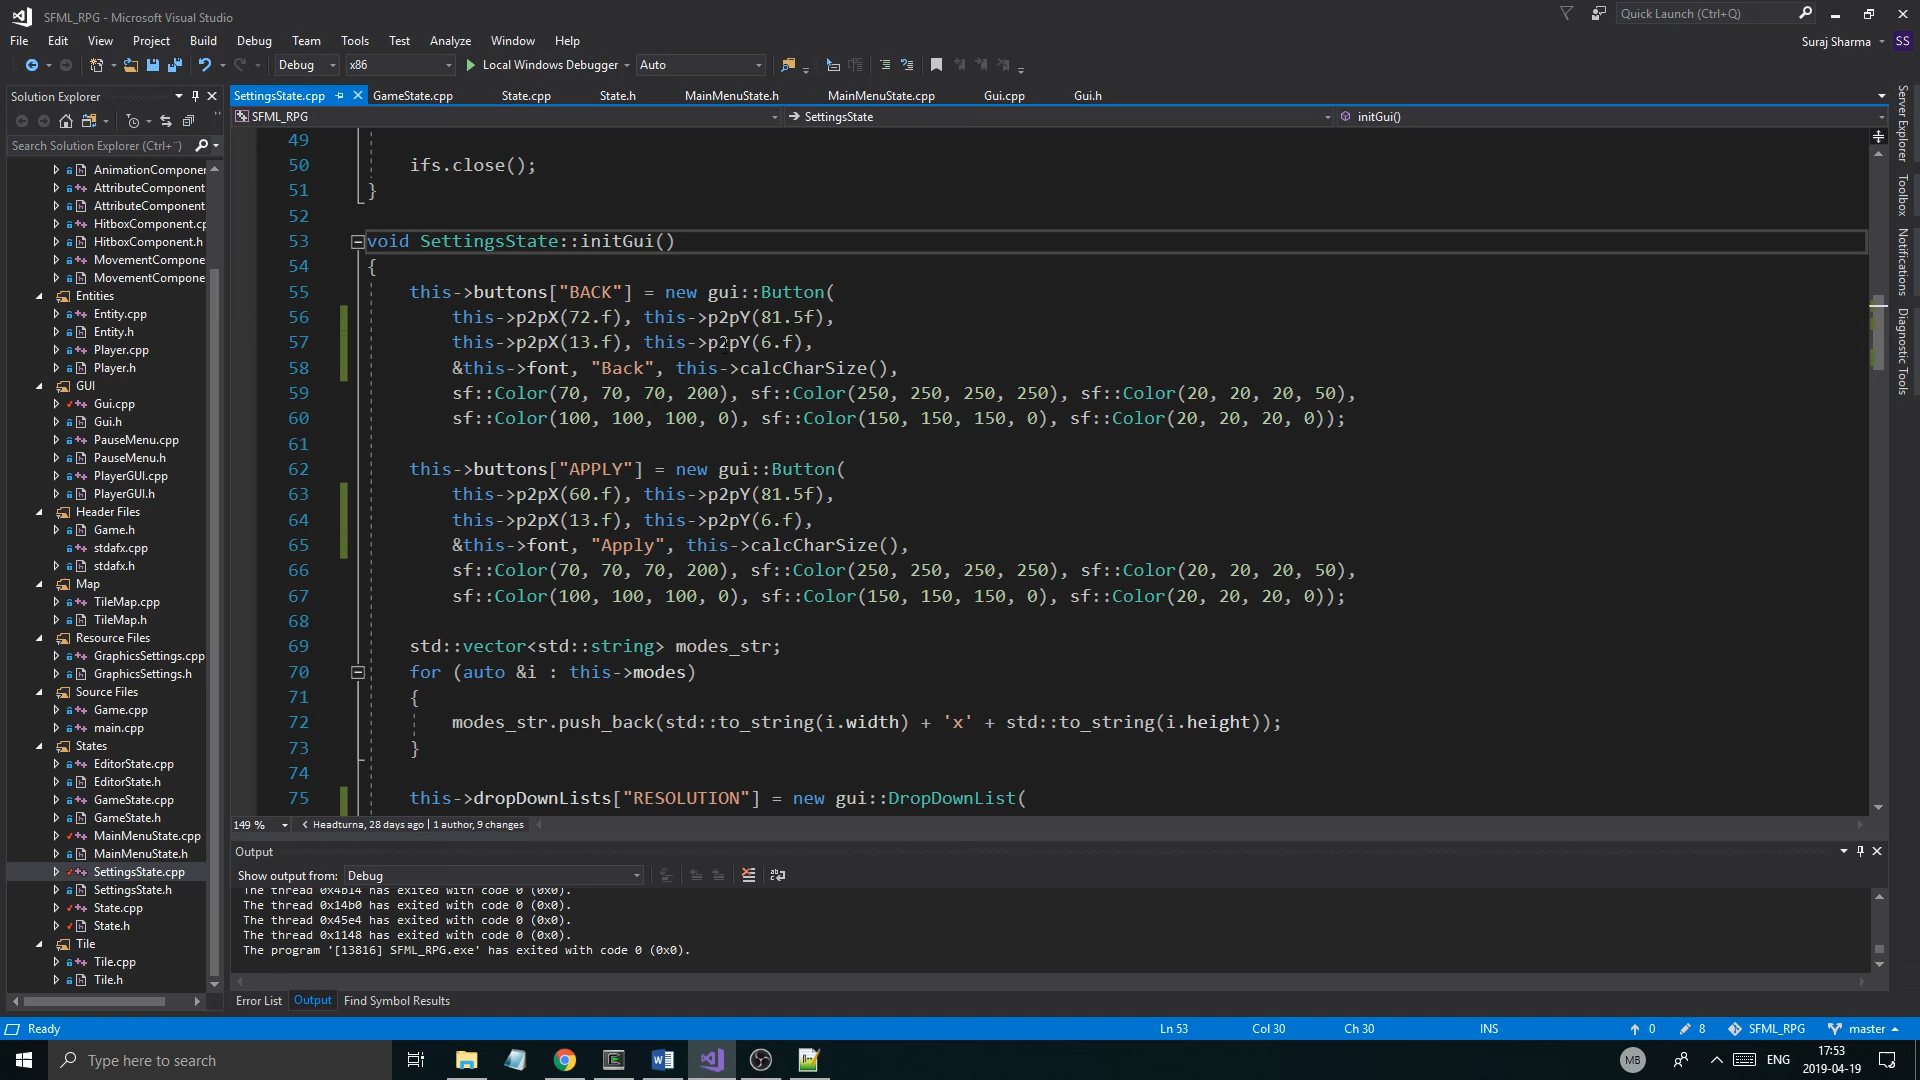 SFML_RPG - Microsoft Visual Studio
Quick Launch (Ctrl+Q)
File Edit View Project Build Debug Team Tools Test Analyze Window Help
Suraj Sharma SS
Debug x86 Local Windows Debugger Auto
Solution Explorer
SettingsState.cpp GameState.cpp State.cpp State.h MainMenuState.h MainMenuState.cpp Gui.cpp Gui.h
SFML_RPG SettingsState initGui()
Search Solution Explorer (Ctrl+¨)
AnimationComponer
AttributeComponent
AttributeComponent
HitboxComponent.cp
HitboxComponent.h
MovementCompone
MovementCompone
Entities
Entity.cpp
Entity.h
Player.cpp
Player.h
GUI
Gui.cpp
Gui.h
PauseMenu.cpp
PauseMenu.h
PlayerGUI.cpp
PlayerGUI.h
Header Files
Game.h
stdafx.cpp
stdafx.h
Map
TileMap.cpp
TileMap.h
Resource Files
GraphicsSettings.cpp
GraphicsSettings.h
Source Files
Game.cpp
main.cpp
States
EditorState.cpp
EditorState.h
GameState.cpp
GameState.h
MainMenuState.cpp
MainMenuState.h
SettingsState.cpp
SettingsState.h
State.cpp
State.h
Tile
Tile.cpp
Tile.h
49
50 ifs.close();
51 }
52
53 void SettingsState::initGui()
54 {
55 this->buttons["BACK"] = new gui::Button(
56 this->p2pX(72.f), this->p2pY(81.5f),
57 this->p2pX(13.f), this->p2pY(6.f),
58 &this->font, "Back", this->calcCharSize(),
59 sf::Color(70, 70, 70, 200), sf::Color(250, 250, 250, 250), sf::Color(20, 20, 20, 50),
60 sf::Color(100, 100, 100, 0), sf::Color(150, 150, 150, 0), sf::Color(20, 20, 20, 0));
61
62 this->buttons["APPLY"] = new gui::Button(
63 this->p2pX(60.f), this->p2pY(81.5f),
64 this->p2pX(13.f), this->p2pY(6.f),
65 &this->font, "Apply", this->calcCharSize(),
66 sf::Color(70, 70, 70, 200), sf::Color(250, 250, 250, 250), sf::Color(20, 20, 20, 50),
67 sf::Color(100, 100, 100, 0), sf::Color(150, 150, 150, 0), sf::Color(20, 20, 20, 0));
68
69 std::vector<std::string> modes_str;
70 for (auto &i : this->modes)
71 {
72 modes_str.push_back(std::to_string(i.width) + 'x' + std::to_string(i.height));
73 }
74
75 this->dropDownLists["RESOLUTION"] = new gui::DropDownList(
149 % Headturna, 28 days ago | 1 author, 9 changes
Server Explorer
Toolbox
Notifications
Diagnostic Tools
Output
Show output from: Debug
The thread 0x4b14 has exited with code 0 (0x0).
The thread 0x14b0 has exited with code 0 (0x0).
The thread 0x45e4 has exited with code 0 (0x0).
The thread 0x1148 has exited with code 0 (0x0).
The program '[13816] SFML_RPG.exe' has exited with code 0 (0x0).
Error List Output Find Symbol Results
Ready Ln 53 Col 30 Ch 30 INS 0 8 SFML_RPG master
Type here to search
MB ENG
17:53
2019-04-19